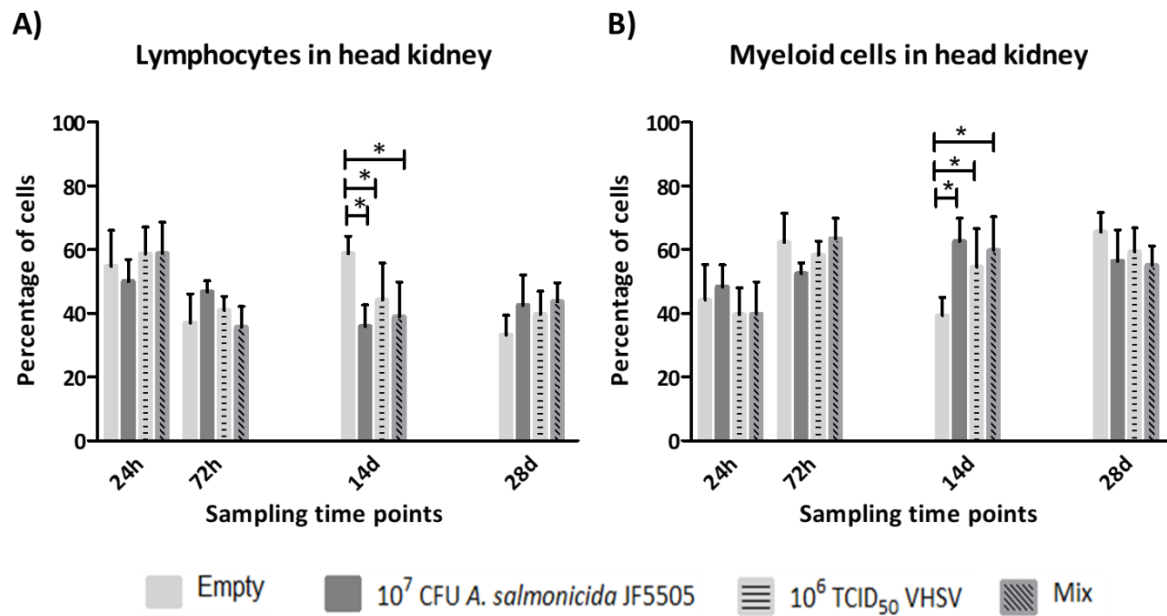 A)
Lymphocytes in head kidney
Percentage of cells
100
80
60
40
20
0
*
*
*
24h
72h
14d
28d
Sampling time points
B)
Myeloid cells in head kidney
Percentage of cells
100
80
60
40
20
0
*
*
*
24h
72h
14d
28d
Sampling time points
Empty
10⁷ CFU A. salmonicida JF5505
10⁶ TCID₅₀ VHSV
Mix